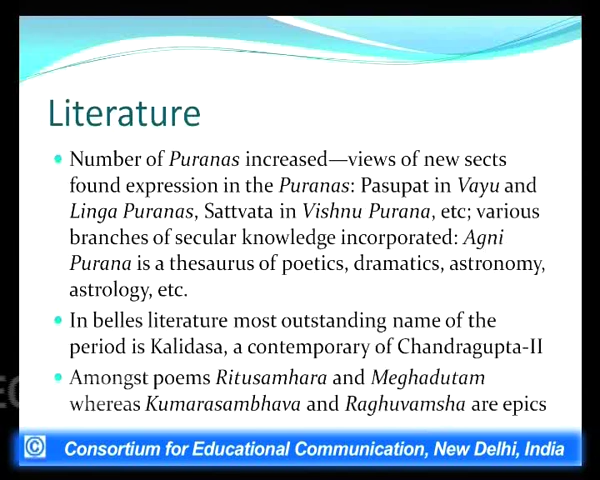 Literature
Number of Puranas increased—views of new sects
found expression in the Puranas: Pasupat in Vayu and
Linga Puranas, Sattvata in Vishnu Purana, etc; various
branches of secular knowledge incorporated: Agni
Purana is a thesaurus of poetics, dramatics, astronomy,
astrology, etc.
In belles literature most outstanding name of the
period is Kalidasa, a contemporary of Chandragupta-II
Amongst poems Ritusamhara and Meghadutam
whereas Kumarasambhava and Raghuvamsha are epics
© Consortium for Educational Communication, New Delhi, India